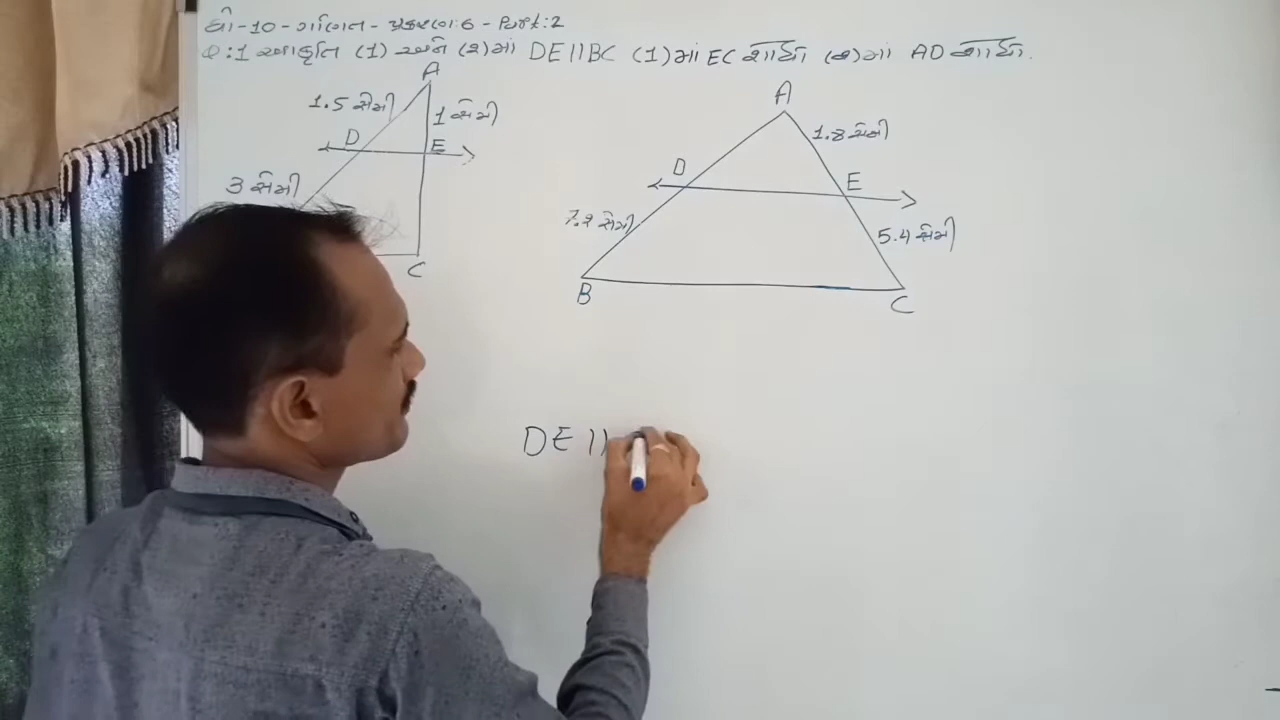 ધો-10-ગણિત-પ્રકરણ:6-Part:2
Q:1 આકૃતિ (1) અને (2)માં DE||BC (1)માં EC શોધો (2)માં AD શોધો.
A
1.5 સેમી
1 સેમી
D
E
3 સેમી
C
A
1.8 સેમી
D
E
7.2 સેમી
5.4 સેમી
B
C
DE ||